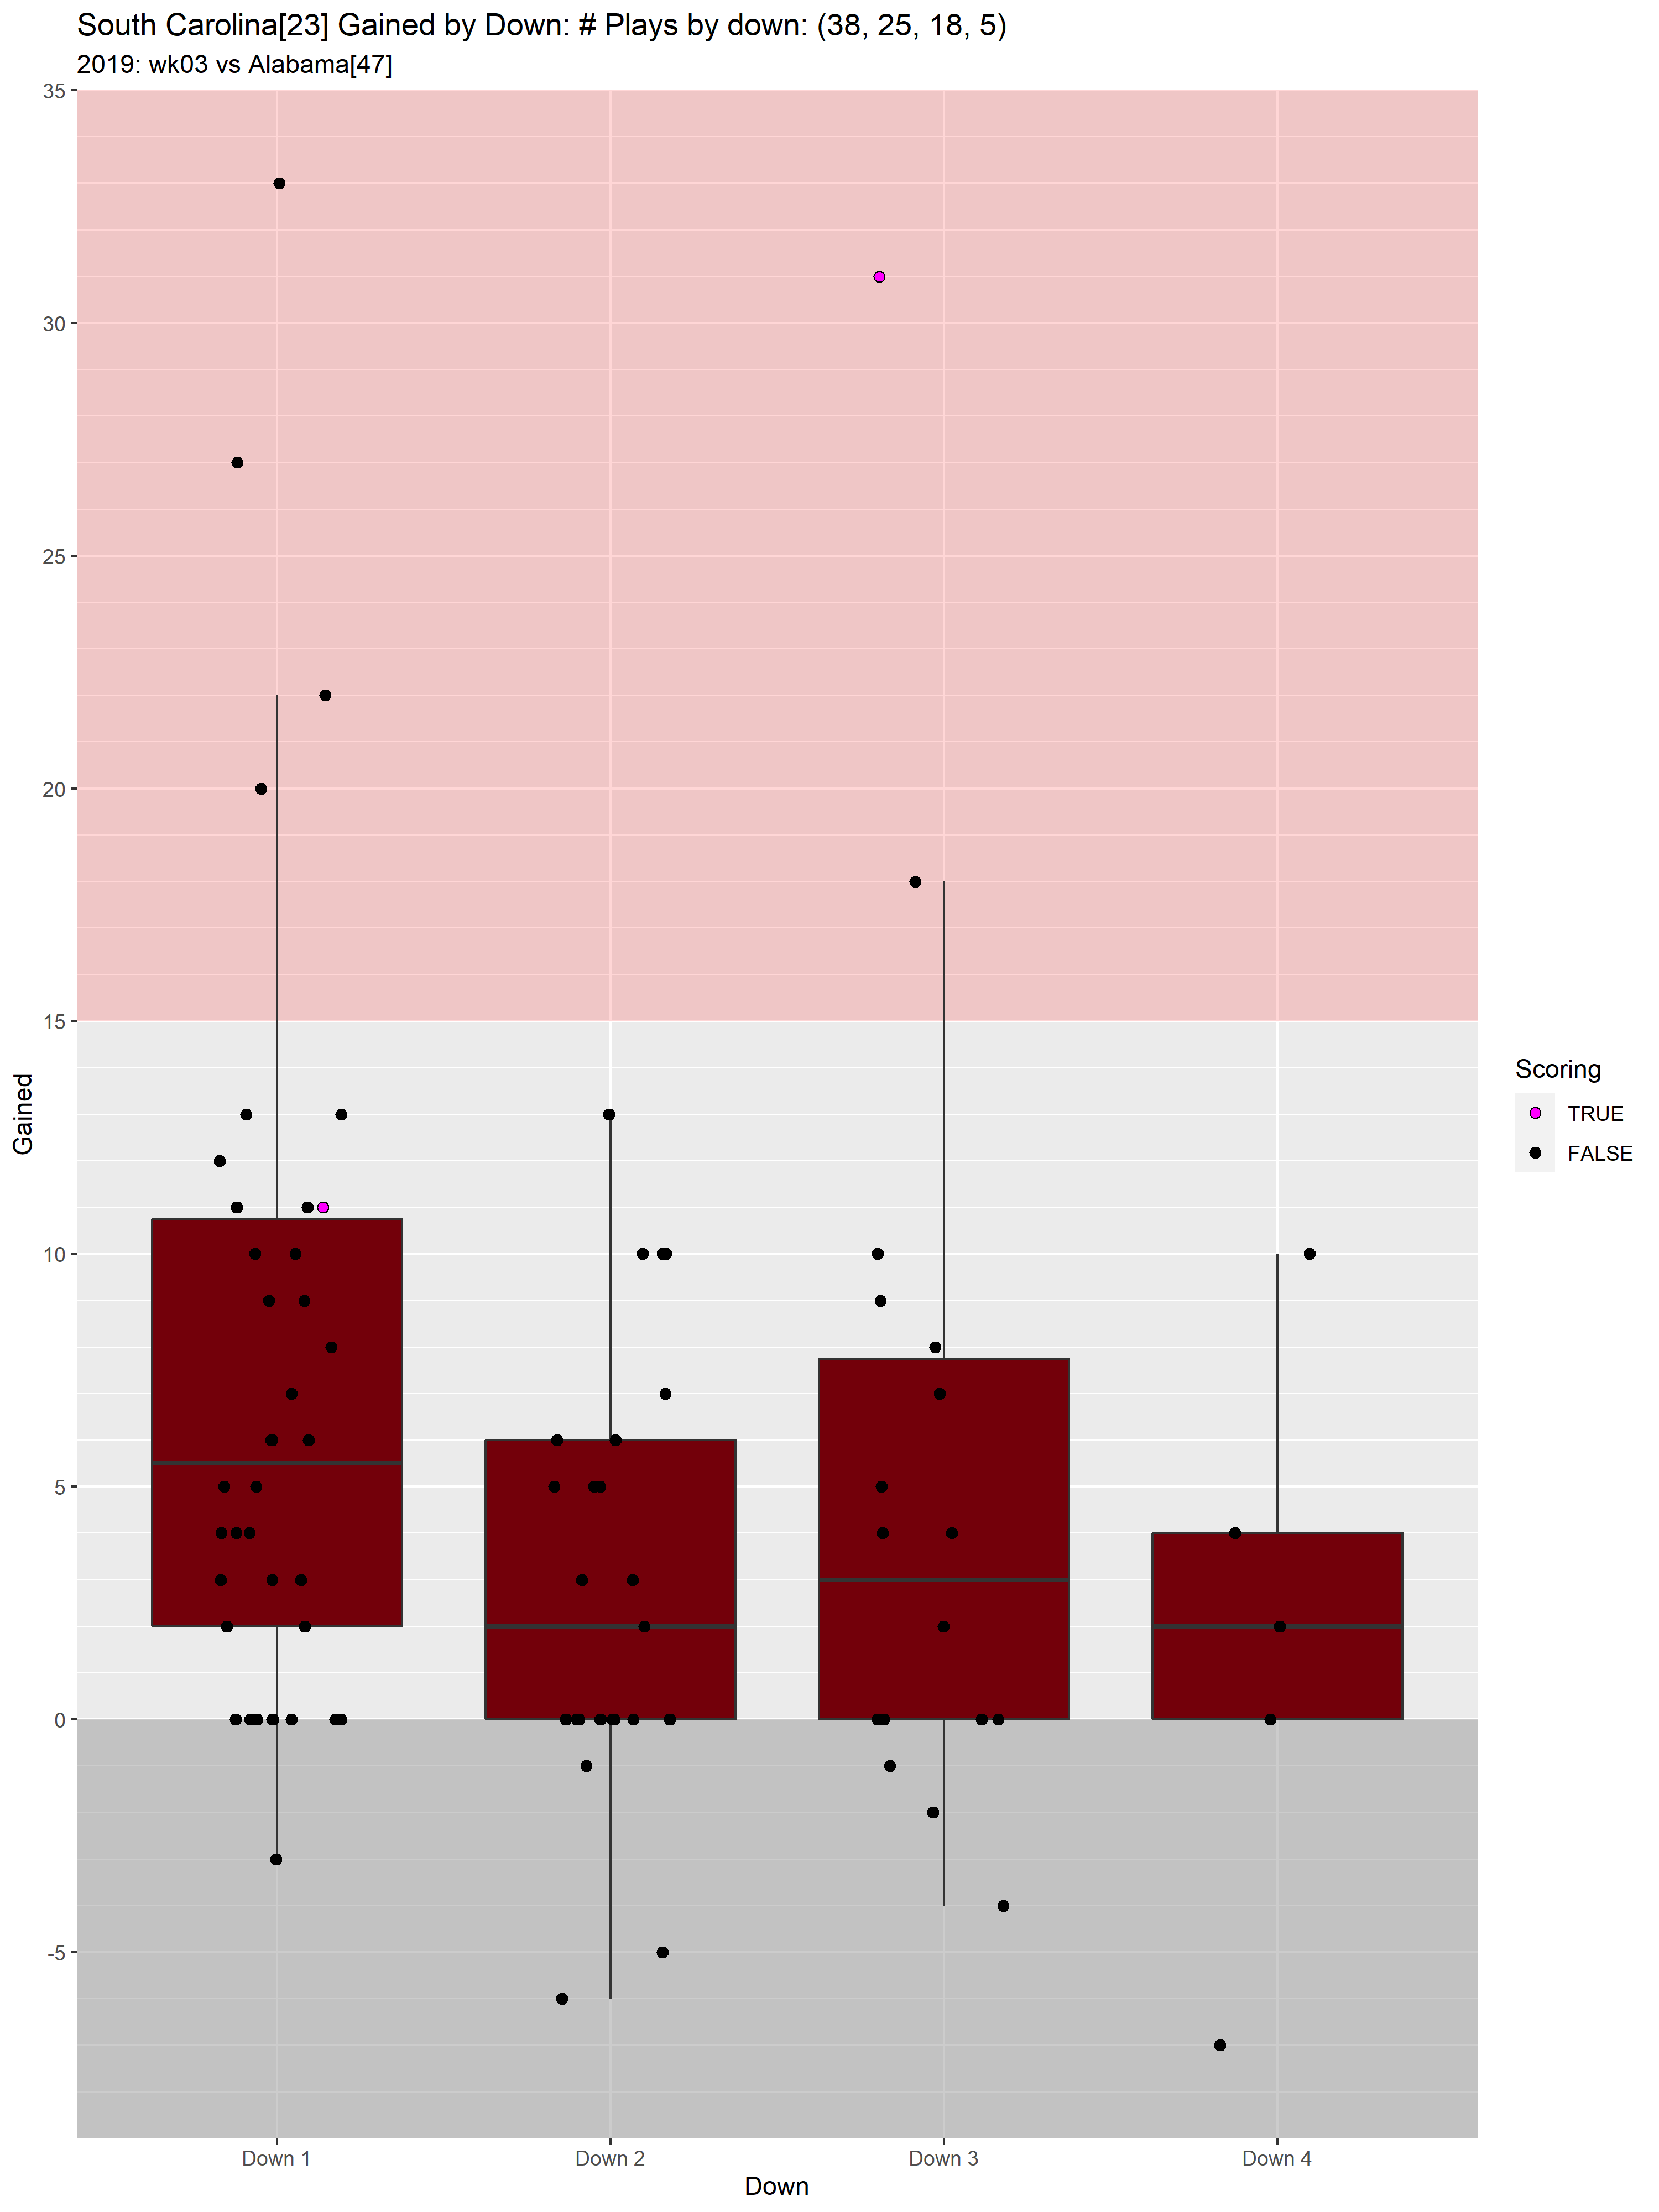 South Carolina[23] Gained by Down: # Plays by down: (38, 25, 18, 5)
2019: wk03 vs Alabama[47]
35
30
25
20
15
10
5
0
-5
Gained
Down 1
Down 2
Down 3
Down 4
Down
Scoring
TRUE
FALSE